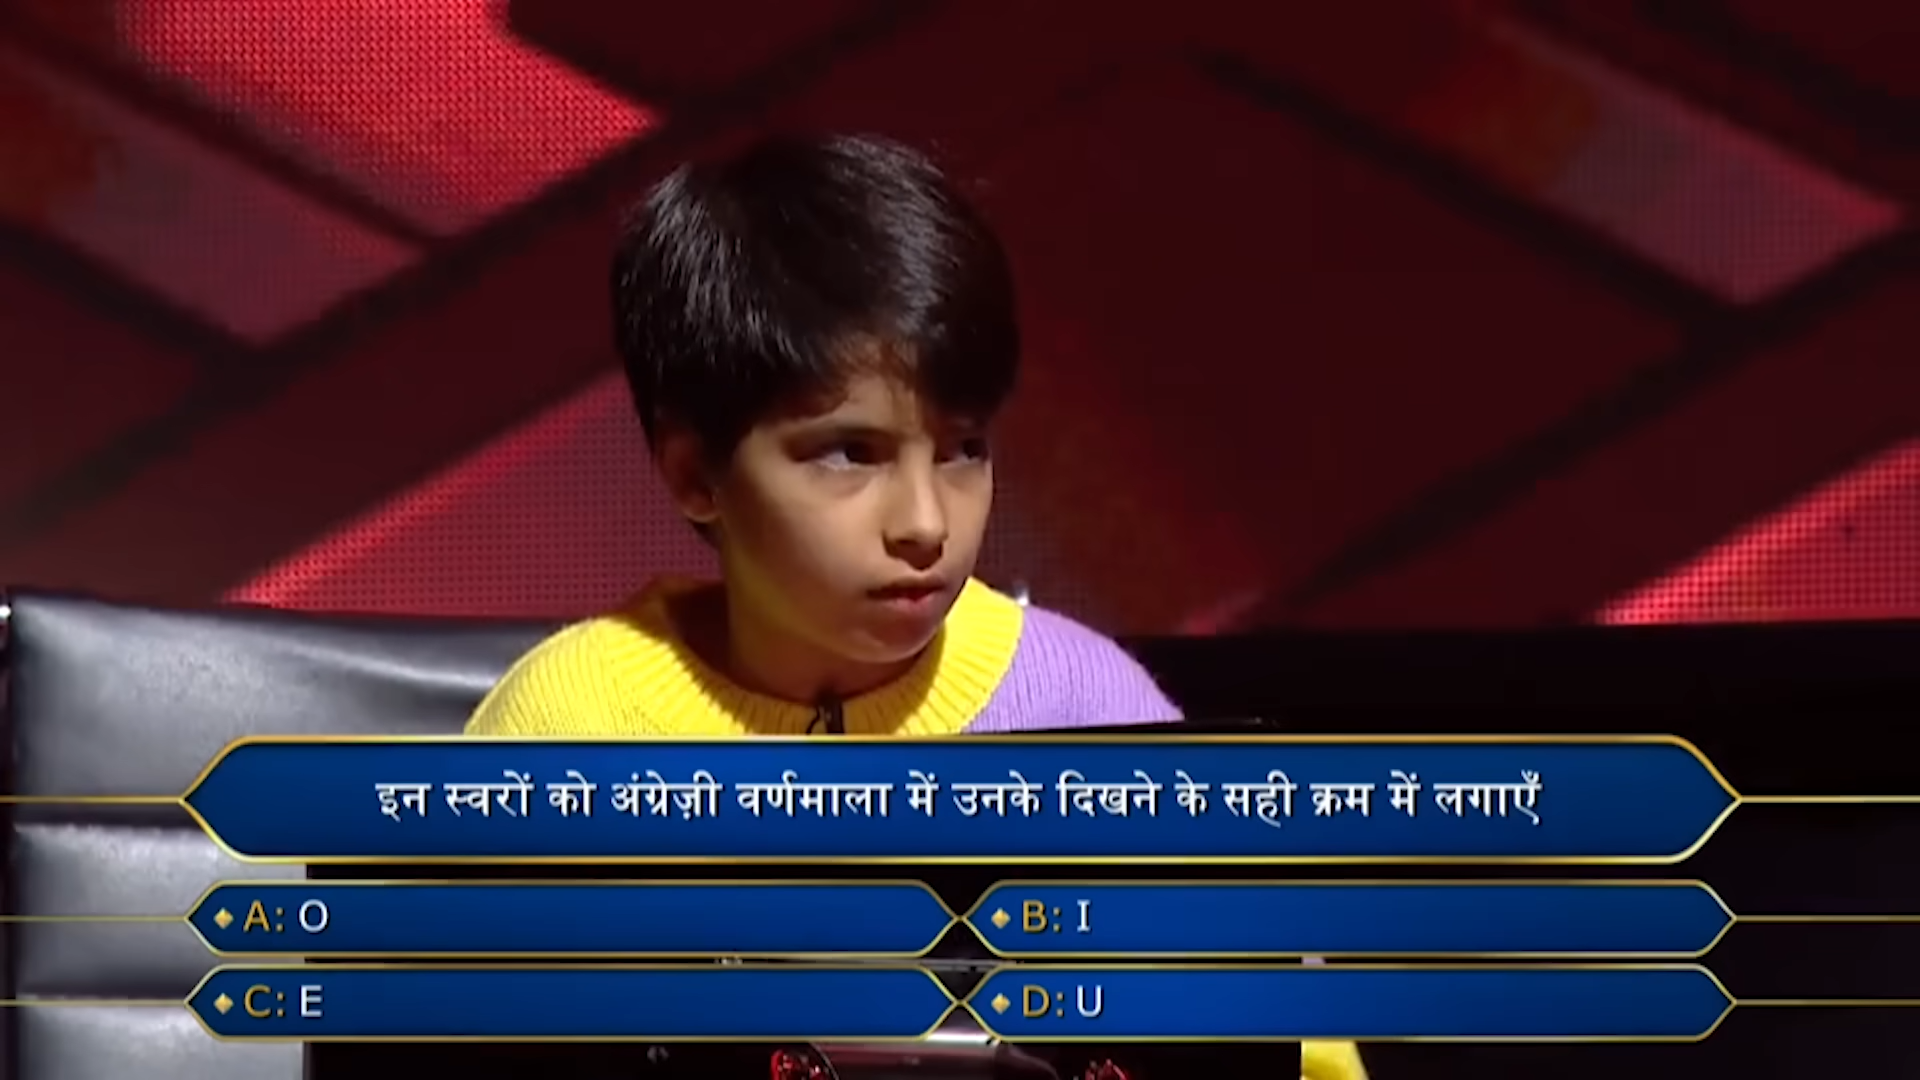 इन स्वरों को अंग्रेज़ी वर्णमाला में उनके दिखने के सही क्रम में लगाएँ
A: O
B: I
C: E
D: U